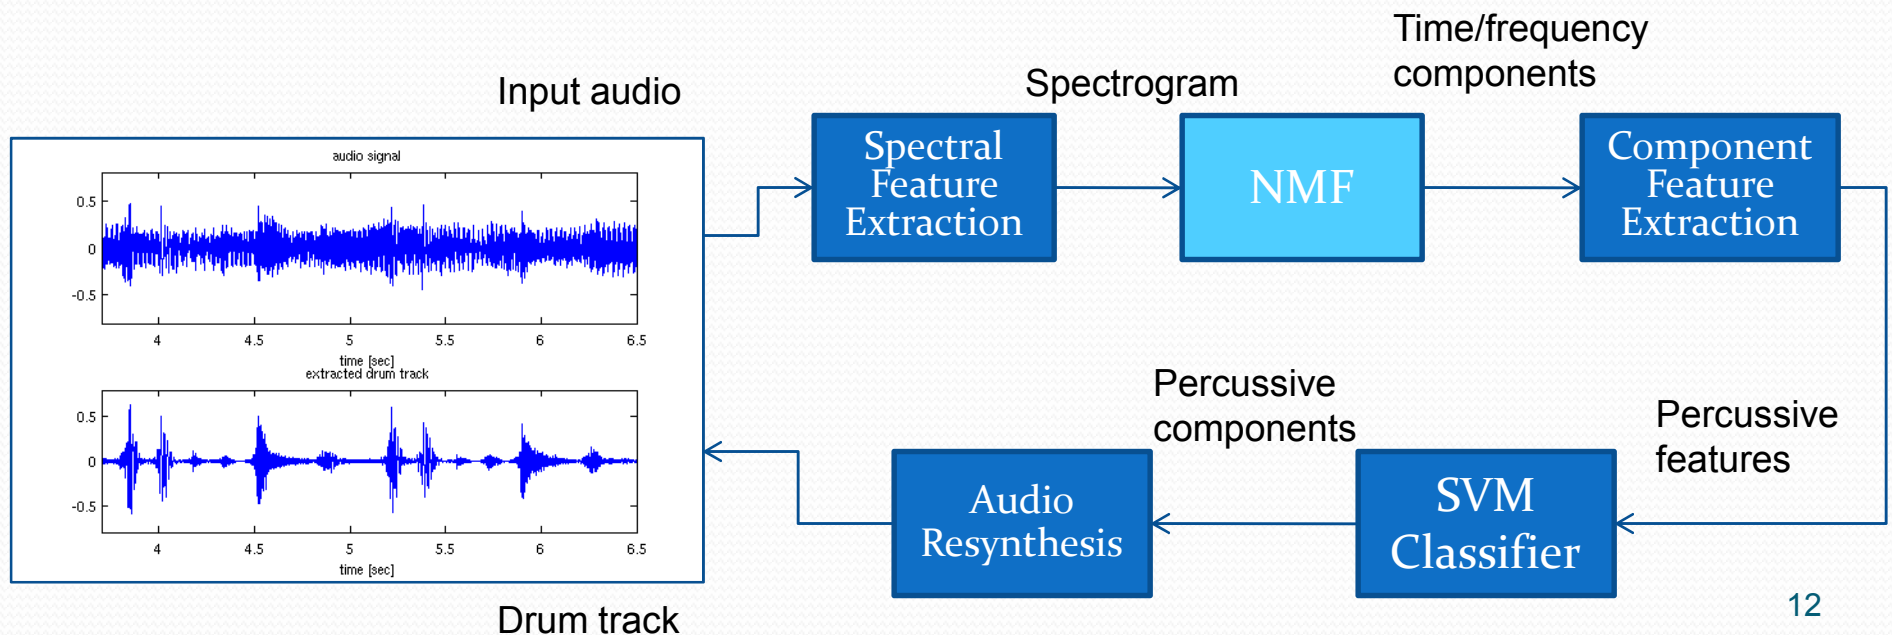 Time/frequency
components
Input audio
Spectrogram
Spectral
Feature
Extraction
NMF
Component
Feature
Extraction
audio signal
0.5
0
-0.5
4 4.5 5 5.5 6 6.5
time [sec]
extracted drum track
0.5
0
-0.5
4 4.5 5 5.5 6 6.5
time [sec]
Drum track
Percussive
features
SVM
Classifier
Percussive
components
Audio
Resynthesis
12